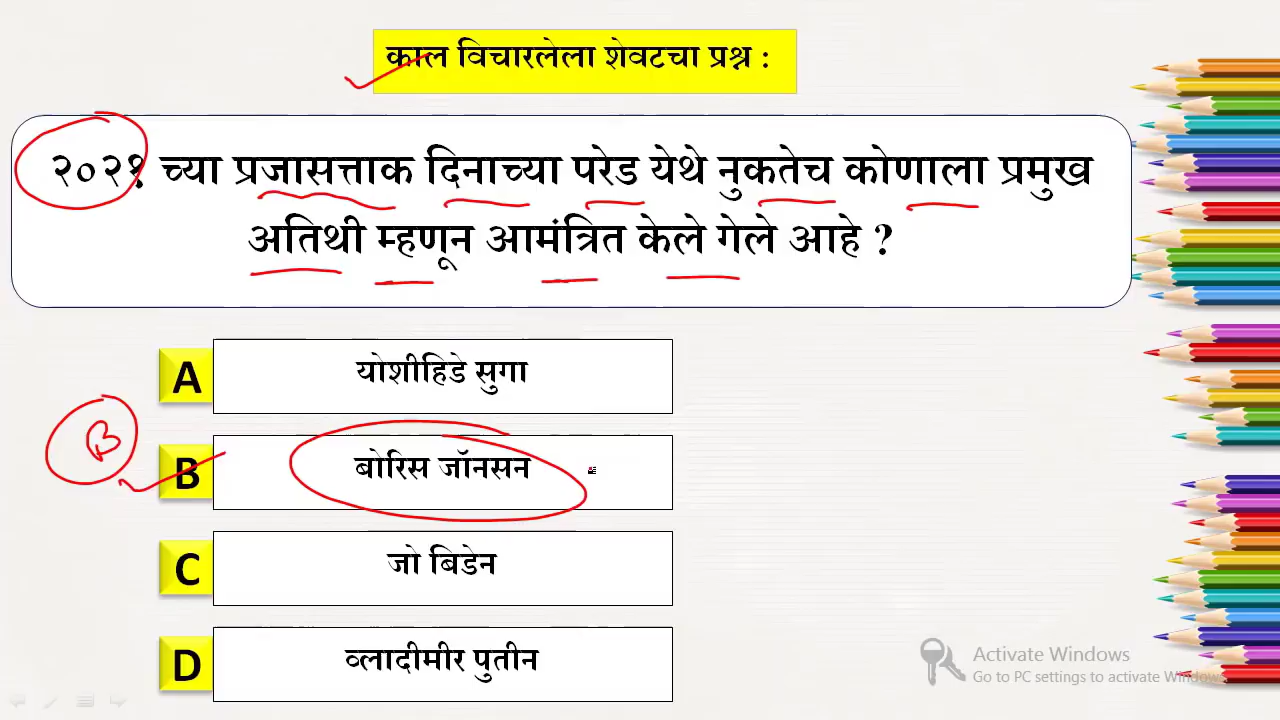 काल विचारलेला शेवटचा प्रश्न :
२०२१ च्या प्रजासत्ताक दिनाच्या परेड येथे नुकतेच कोणाला प्रमुख
अतिथी म्हणून आमंत्रित केले गेले आहे ?
A योशीहिडे सुगा
B
B बोरिस जॉनसन
C जो बिडेन
D व्लादीमीर पुतीन
Activate Windows
Go to PC settings to activate Windows.